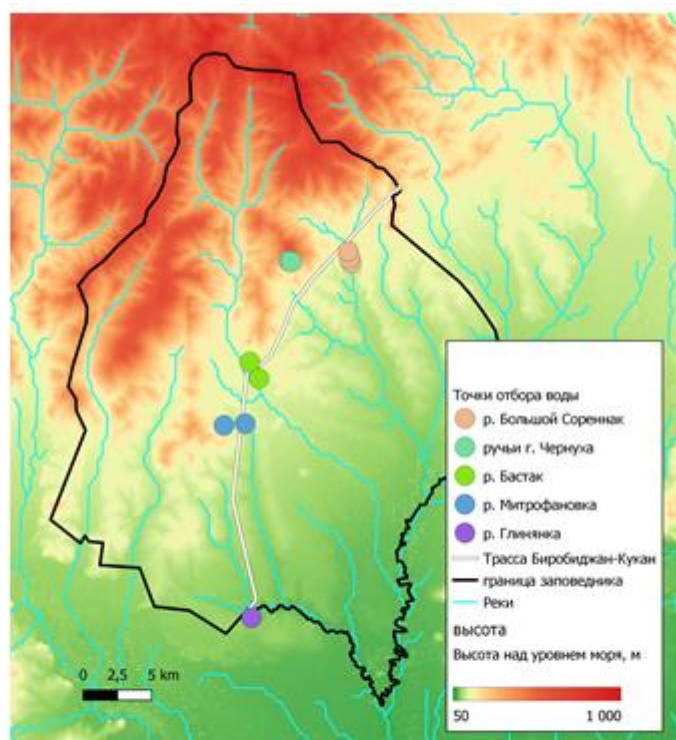 Точки отбора воды
р. Большой Сореннак
ручьи г. Чернуха
р. Бастак
р. Митрофановка
р. Глинянка
Трасса Биробиджан-Кукан
граница заповедника
Реки
высота
Высота над уровнем моря, м
50 1 000
0 2,5 5 km